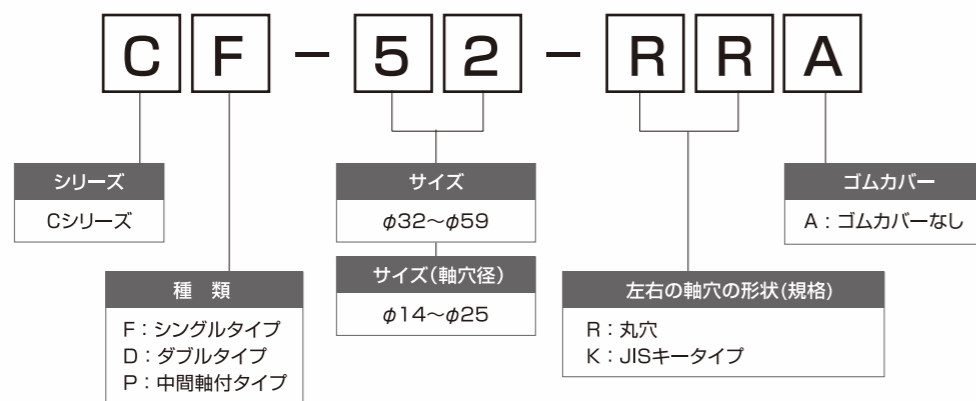 CF-52-RRA
シリーズ
Cシリーズ
種　類
F：シングルタイプ
D：ダブルタイプ
P：中間軸付タイプ
サイズ
φ32〜φ59
サイズ（軸穴径）
φ14〜φ25
左右の軸穴の形状(規格)
R：丸穴
K：JISキータイプ
ゴムカバー
A：ゴムカバーなし